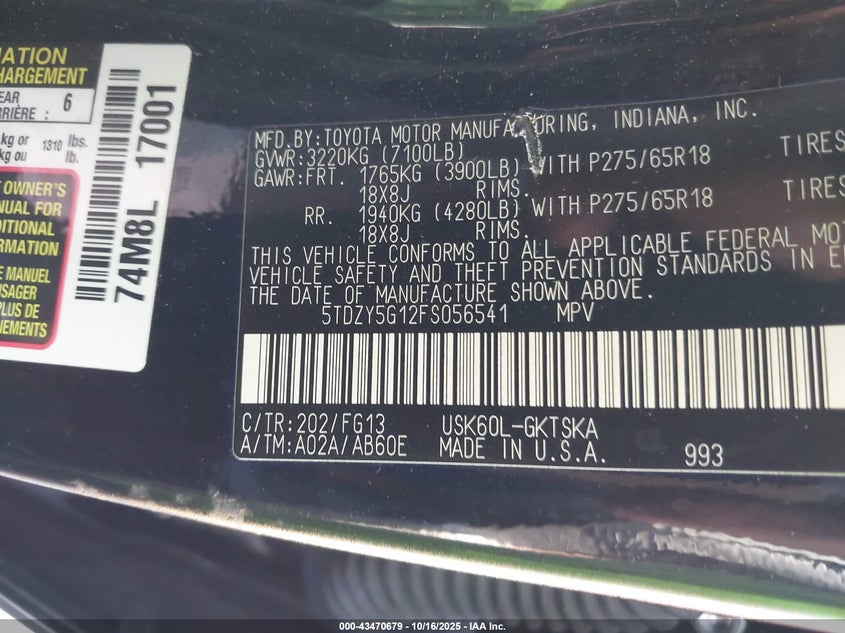 ATION
CHARGEMENT
EAR
RRIÈRE : 6
kg or 1310 lbs.
kg ou lb.
OWNER'S
NUAL FOR
DITIONAL
ORMATION
E MANUEL
USAGER
PLUS DE
NEMENTS
74M8L 17001
MFD.BY:TOYOTA MOTOR MANUFACTURING, INDIANA, INC.
GVWR:3220KG (7100LB)
GAWR:FRT. 1765KG (3900LB) WITH P275/65R18 TIRES
18X8J RIMS.
RR. 1940KG (4280LB) WITH P275/65R18 TIRES
18X8J RIMS.
THIS VEHICLE CONFORMS TO ALL APPLICABLE FEDERAL MOT
VEHICLE SAFETY AND THEFT PREVENTION STANDARDS IN E
THE DATE OF MANUFACTURE SHOWN ABOVE.
5TDZY5G12FS056541 MPV
C/TR:202/FG13 USK60L-GKTSKA
A/TM:A02A/AB60E MADE IN U.S.A. 993
000-43470679 - 10/16/2025 - IAA Inc.